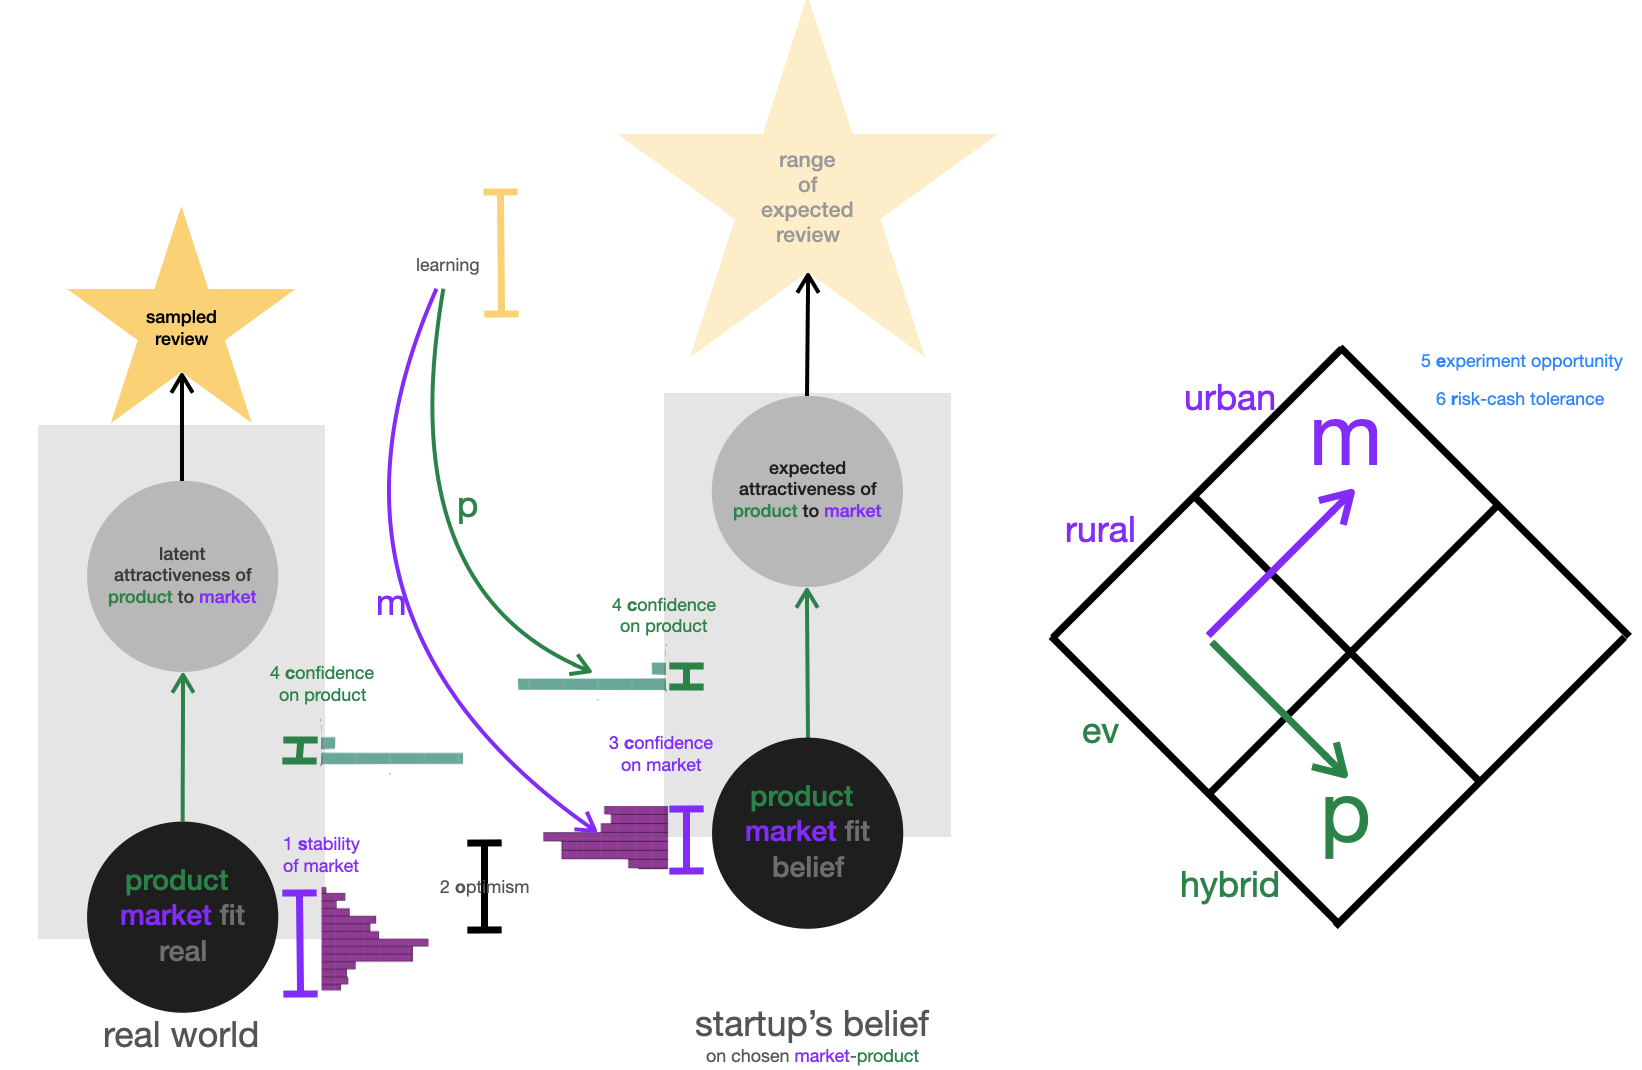 sampled
review
latent
attractiveness of
product to market
4 confidence
on product
1 stability
of market
product
market fit
real
real world
learning
m
p
2 optimism
range
of
expected
review
expected
attractiveness of
product to market
4 confidence
on product
3 confidence
on market
product
market fit
belief
startup's belief
on chosen market-product
5 experiment opportunity
6 risk-cash tolerance
urban
m
rural
ev
p
hybrid